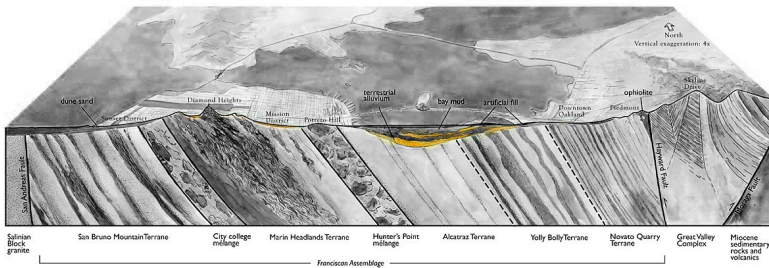 North
Vertical exaggeration: 4x
Skyline
Drive
ophiolite
terrestrial
alluvium
bay mud
artificial fill
dune sand
Sunset District
Diamond Heights
Mission
District
Potrero Hill
Downtown
Oakland
Piedmont
San Andreas Fault
Hayward Fault
Salinian
Block
granite
San Bruno Mountain Terrane
City college
mélange
Marin Headlands Terrane
Hunter's Point
mélange
Alcatraz Terrane
Yolly Bolly Terrane
Novato Quarry
Terrane
Great Valley
Complex
Miocene
sedimentary
rocks and
volcanics
Franciscan Assemblage